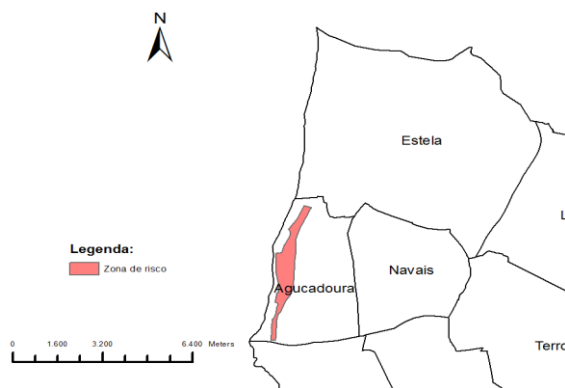 N
Estela
L
Legenda:
Zona de risco
Navais
Agucadoura
Terro
0 1.600 3.200 6.400 Meters